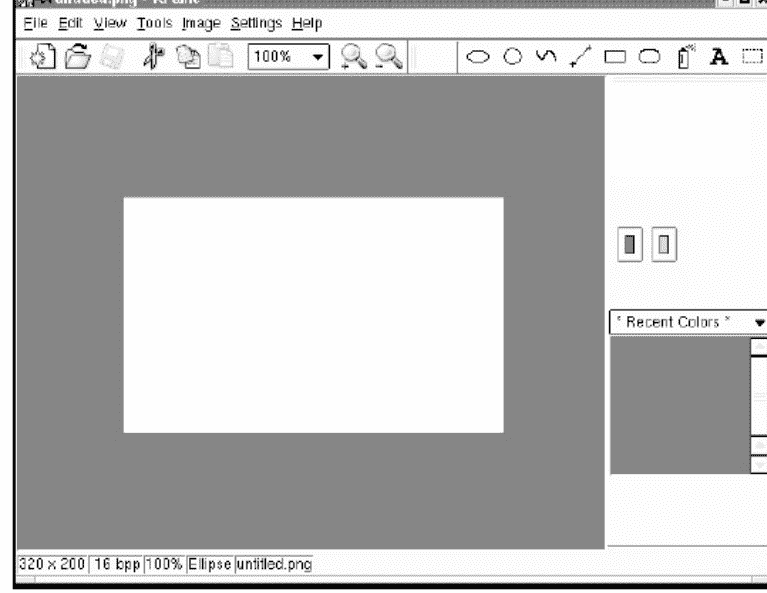 File Edit View Tools Image Settings Help
100%
A
* Recent Colors *
320 x 200 16 bpp 100% Ellipse untitled.png